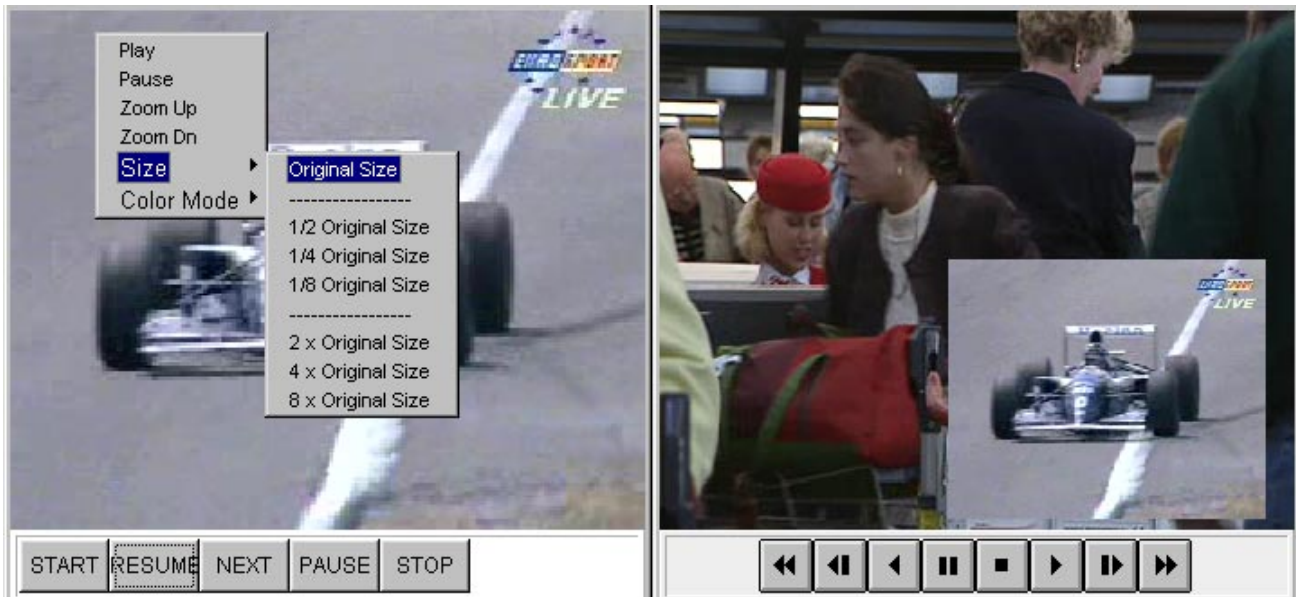 Play
Pause
Zoom Up
Zoom Dn
Size
Color Mode
Original Size
-----------------
1/2 Original Size
1/4 Original Size
1/8 Original Size
-----------------
2 x Original Size
4 x Original Size
8 x Original Size
EUROSPORT
LIVE
START RESUME NEXT PAUSE STOP
EUROSPORT
LIVE